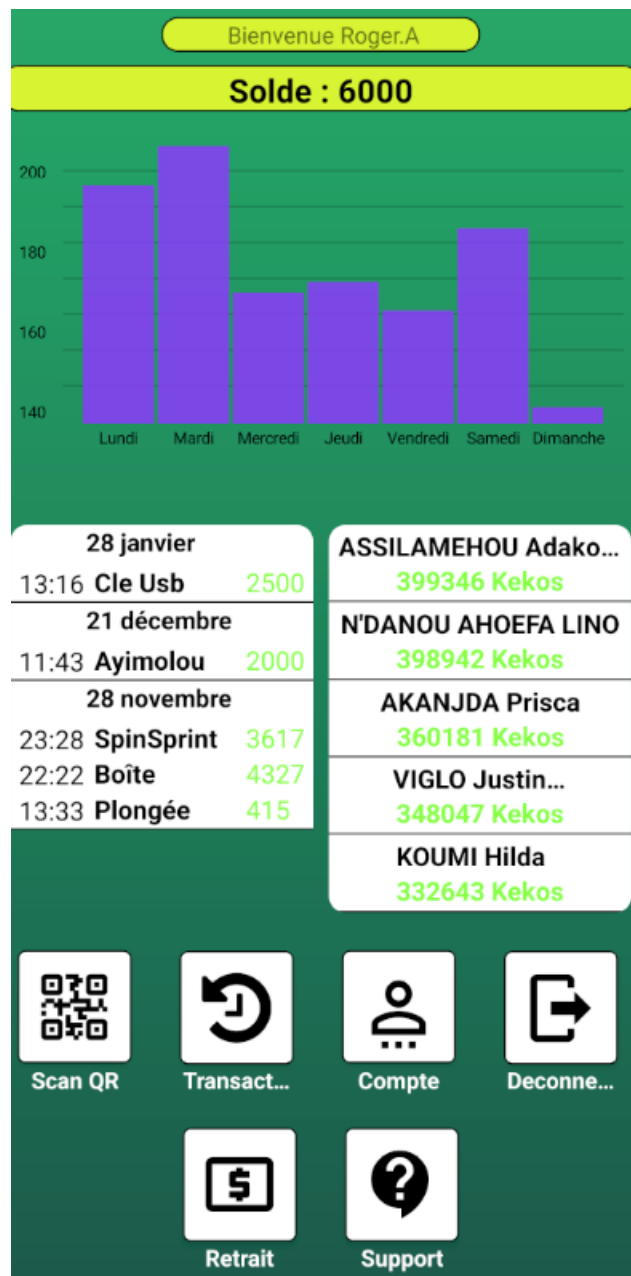 Bienvenue Roger.A
Solde : 6000
200
180
160
140
Lundi Mardi Mercredi Jeudi Vendredi Samedi Dimanche
28 janvier
13:16 Cle Usb 2500
21 décembre
11:43 Ayimolou 2000
28 novembre
23:28 SpinSprint 3617
22:22 Boîte 4327
13:33 Plongée 415
ASSILAMEHOU Adako...
399346 Kekos
N'DANOU AHOEFA LINO
398942 Kekos
AKANJDA Prisca
360181 Kekos
VIGLO Justin...
348047 Kekos
KOUMI Hilda
332643 Kekos
Scan QR Transact... Compte Deconne...
Retrait Support